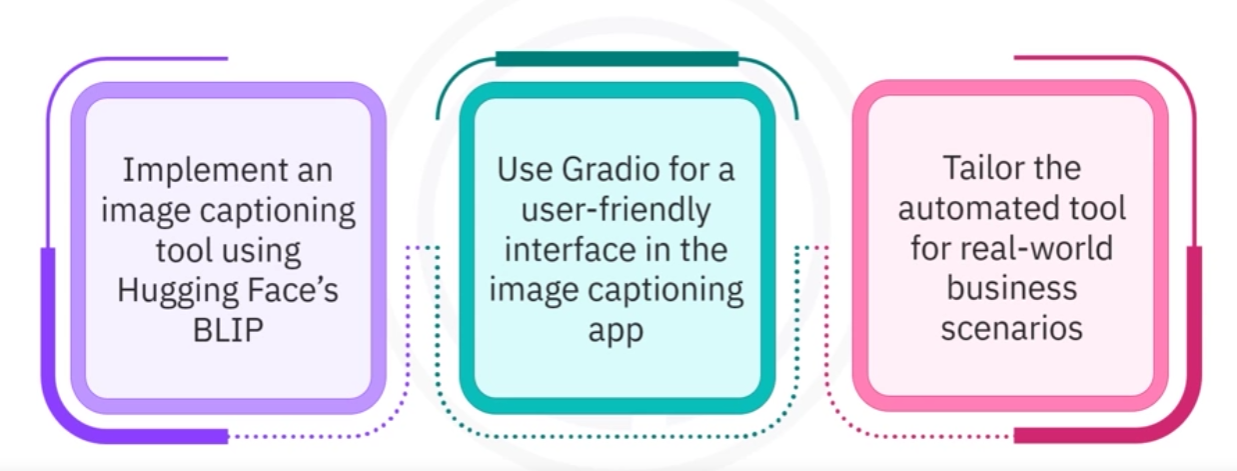 Implement an
image captioning
tool using
Hugging Face’s
BLIP
Use Gradio for a
user-friendly
interface in the
image captioning
app
Tailor the
automated tool
for real-world
business
scenarios